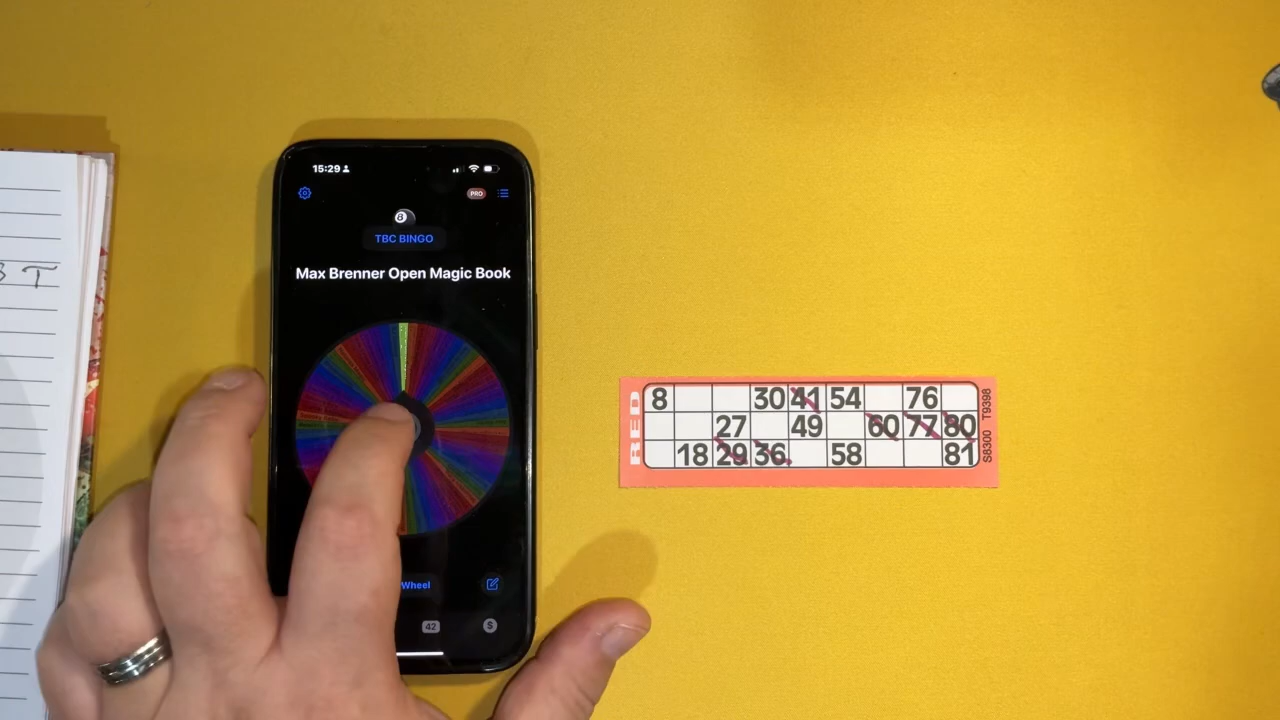 S T
15:29
PRO
8
TBC BINGO
Max Brenner Open Magic Book
Wheel
42
$
RED
8 30 41 54 76
27 49 60 77 80
18 29 36 58 81
S8300 T9398